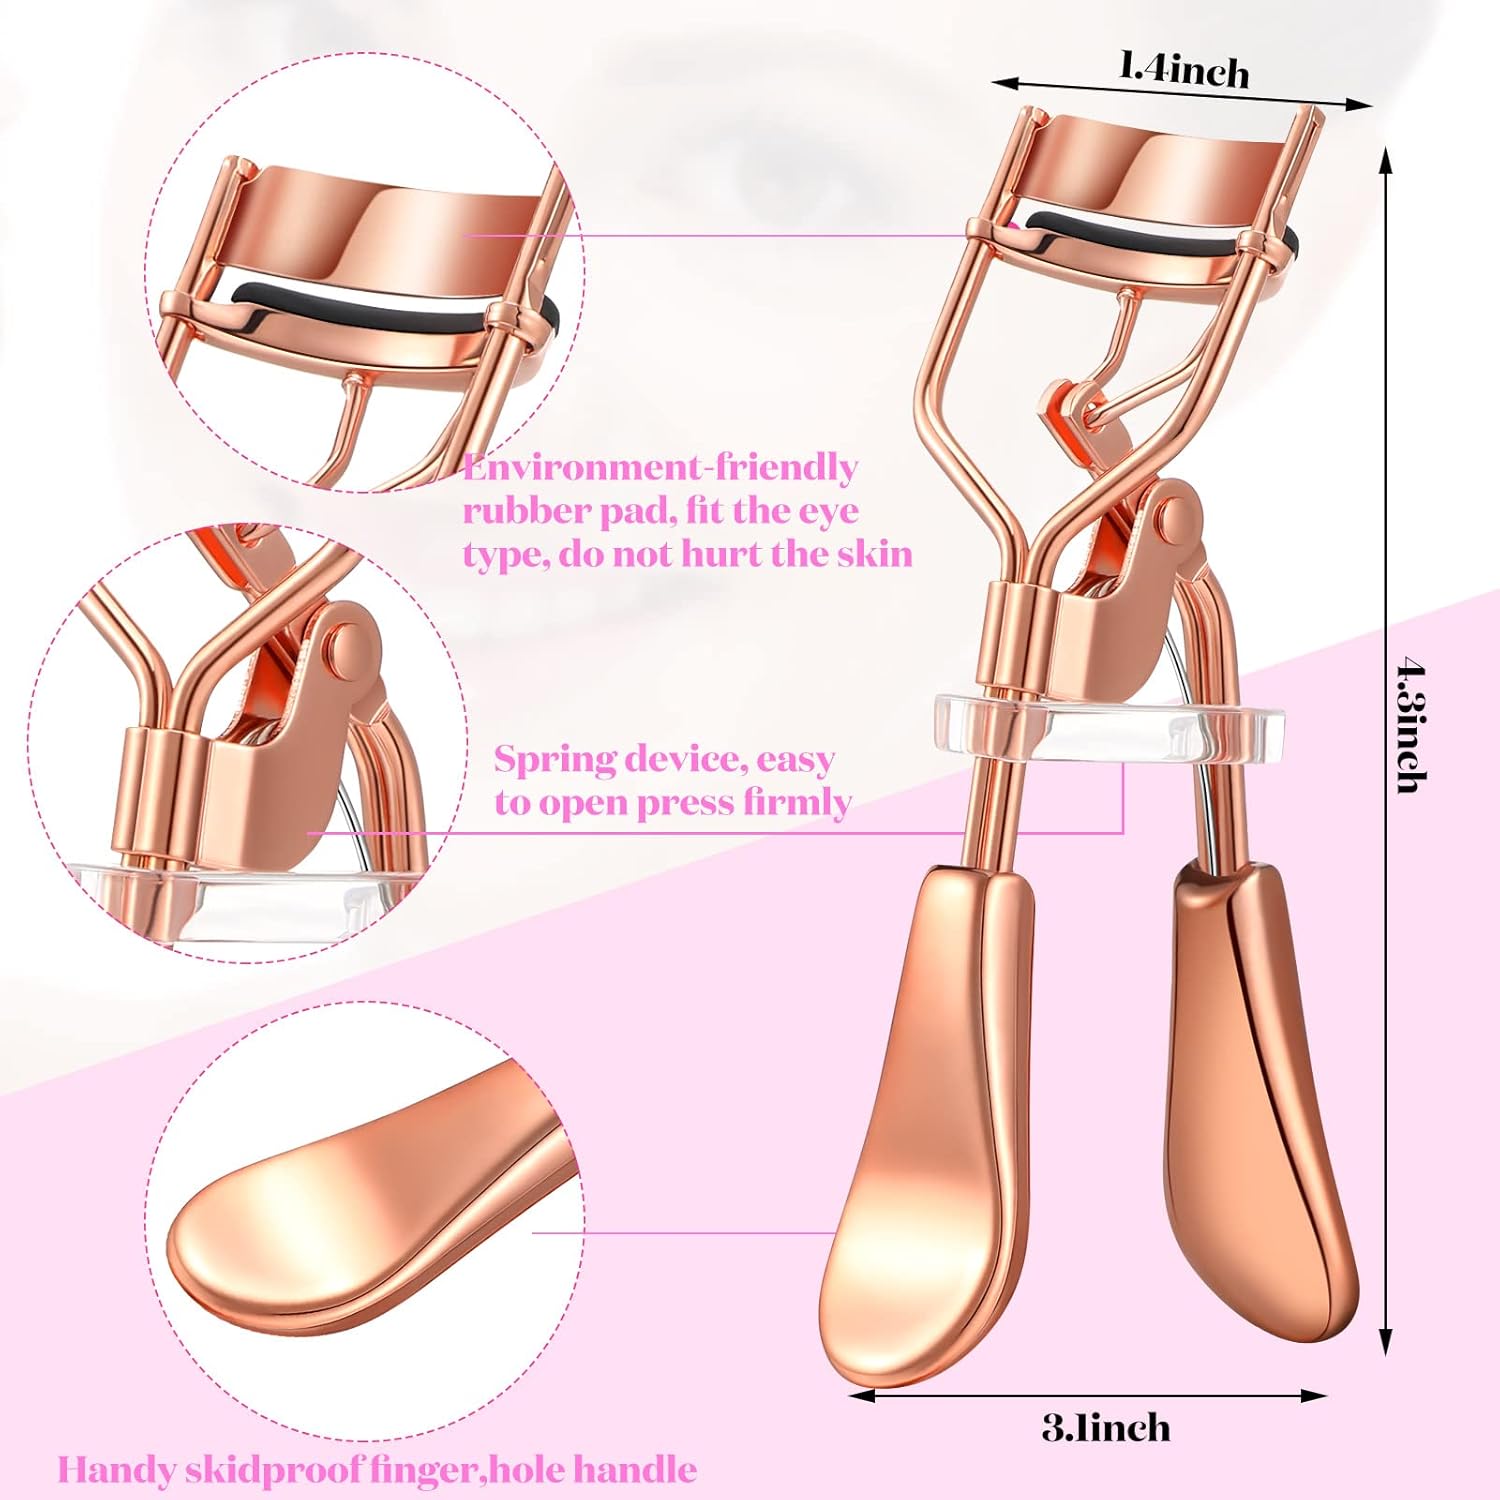 1.4inch
Environment-friendly
rubber pad, fit the eye
type, do not hurt the skin
4.3inch
Spring device, easy
to open press firmly
3.1inch
Handy skidproof finger,hole handle